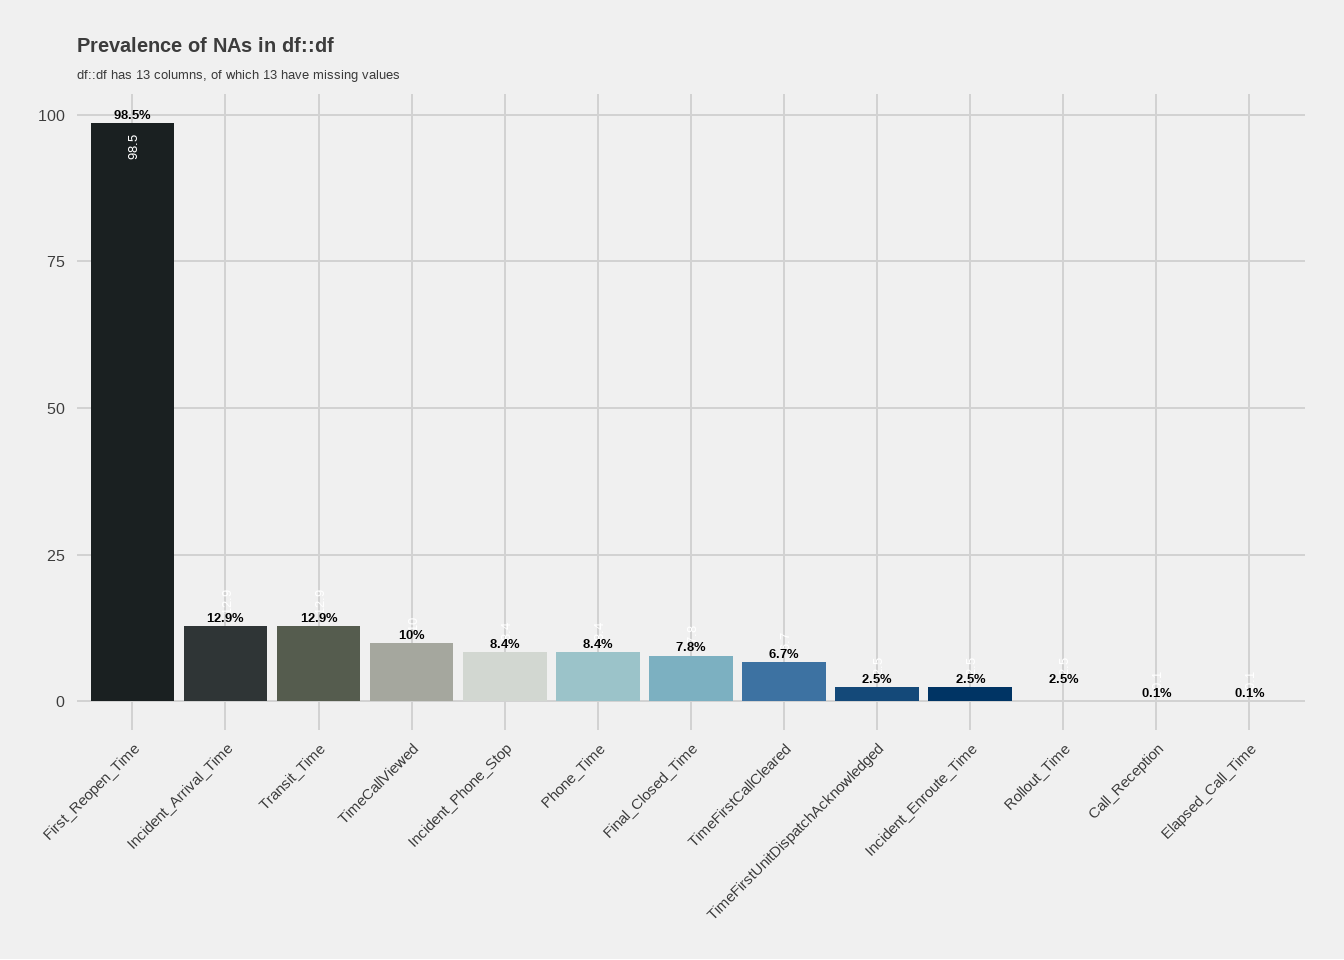 Prevalence of NAs in df::df
df::df has 13 columns, of which 13 have missing values
100
75
50
25
0
98.5%
98.5
12.9%
12.9%
10%
8.4%
8.4%
7.8%
6.7%
2.5%
2.5%
2.5%
0.1%
0.1%
First_Reopen_Time
Incident_Arrival_Time
Transit_Time
TimeCallViewed
Incident_Phone_Stop
Phone_Time
Final_Closed_Time
TimeFirstCallCleared
TimeFirstUnitDispatchAcknowledged
Incident_Enroute_Time
Rollout_Time
Call_Reception
Elapsed_Call_Time